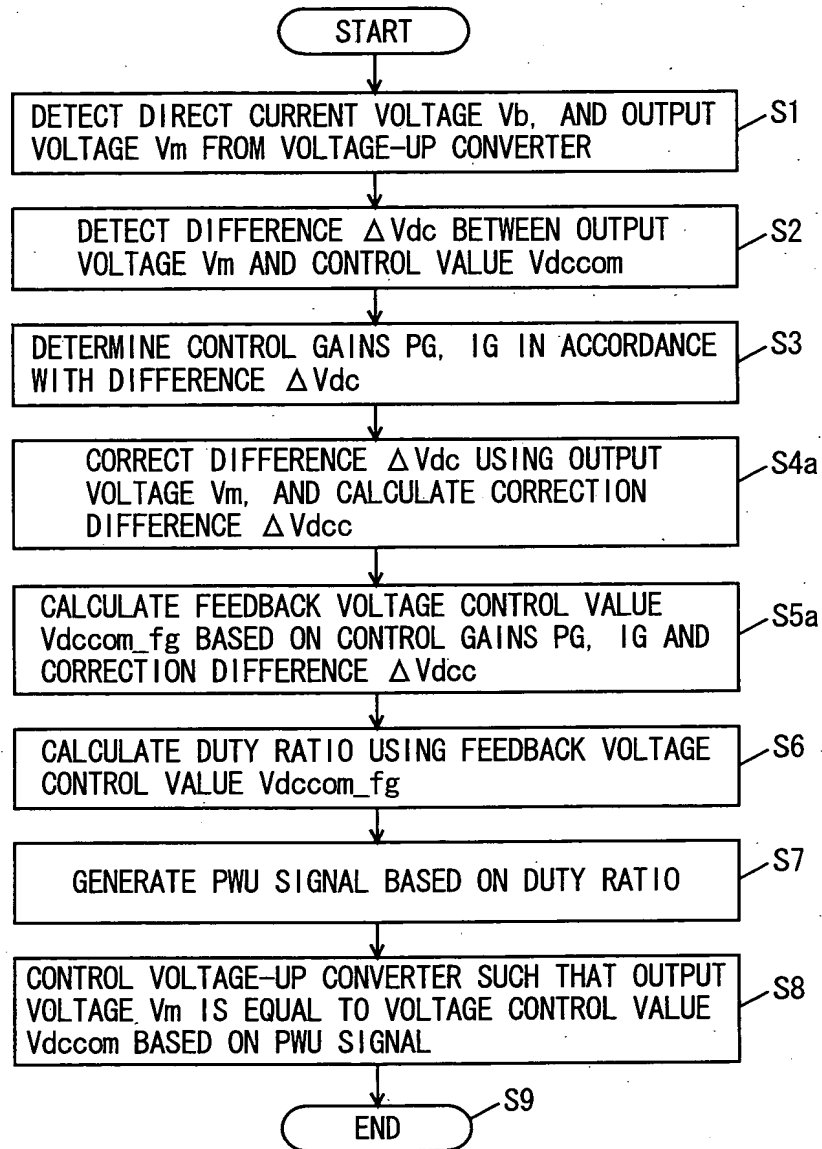 START
DETECT DIRECT CURRENT VOLTAGE Vb, AND OUTPUT
VOLTAGE Vm FROM VOLTAGE-UP CONVERTER
S1
DETECT DIFFERENCE △Vdc BETWEEN OUTPUT
VOLTAGE Vm AND CONTROL VALUE Vdccom
S2
DETERMINE CONTROL GAINS PG, IG IN ACCORDANCE
WITH DIFFERENCE △Vdc
S3
CORRECT DIFFERENCE △Vdc USING OUTPUT
VOLTAGE Vm, AND CALCULATE CORRECTION
DIFFERENCE △Vdcc
S4a
CALCULATE FEEDBACK VOLTAGE CONTROL VALUE
Vdccom_fg BASED ON CONTROL GAINS PG, IG AND
CORRECTION DIFFERENCE △Vdcc
S5a
CALCULATE DUTY RATIO USING FEEDBACK VOLTAGE
CONTROL VALUE Vdccom_fg
S6
GENERATE PWU SIGNAL BASED ON DUTY RATIO
S7
CONTROL VOLTAGE-UP CONVERTER SUCH THAT OUTPUT
VOLTAGE Vm IS EQUAL TO VOLTAGE CONTROL VALUE
Vdccom BASED ON PWU SIGNAL
S8
END
S9